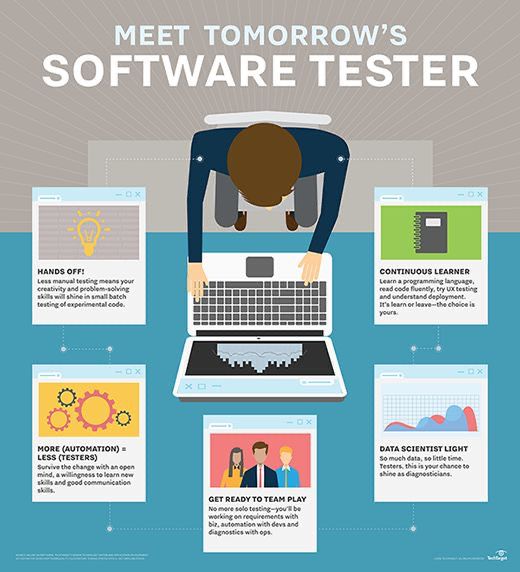 MEET TOMORROW'S
SOFTWARE TESTER
HANDS OFF!
Less manual testing means your
creativity and problem-solving
skills will shine in small batch
testing of experimental code.
CONTINUOUS LEARNER
Learn a programming language,
read code fluently, try UX testing
and understand deployment.
It's learn or leave—the choice is
yours.
MORE (AUTOMATION) =
LESS (TESTERS)
Survive the change with an open
mind, a willingness to learn new
skills and good communication
skills.
GET READY TO TEAM PLAY
No more solo testing—you'll be
working on requirements with
biz, automation with devs and
diagnostics with ops.
DATA SCIENTIST LIGHT
So much data, so little time.
Testers, this is your chance to
shine as diagnosticians.
TechTarget